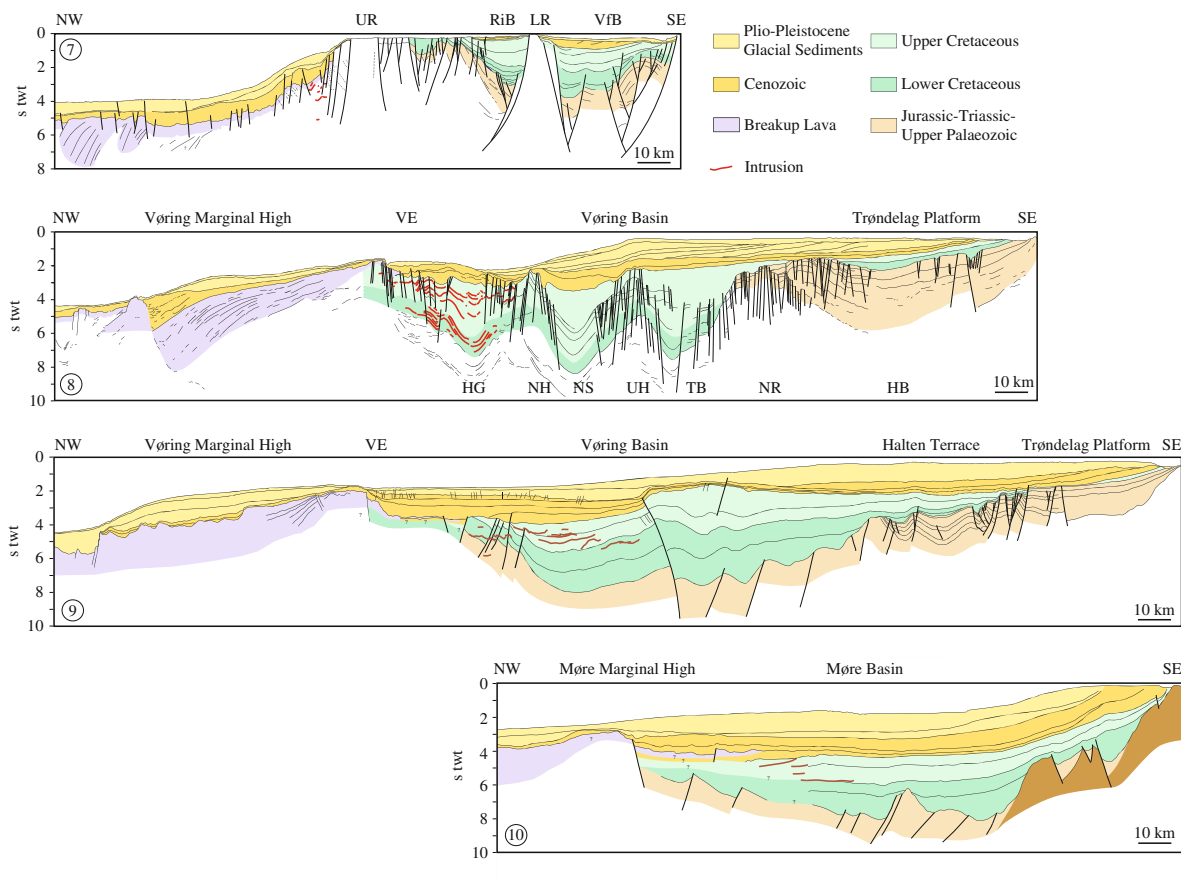 NW UR RiB LR VfB SE
0
2
4
6
8
s twt
7
10 km
Plio-Pleistocene
Glacial Sediments
Cenozoic
Breakup Lava
Intrusion
Upper Cretaceous
Lower Cretaceous
Jurassic-Triassic-
Upper Palaeozoic
NW Vøring Marginal High VE Vøring Basin Trøndelag Platform SE
0
2
4
6
8
10
s twt
8
HG NH NS UH TB NR HB
10 km
NW Vøring Marginal High VE Vøring Basin Halten Terrace Trøndelag Platform SE
0
2
4
6
8
10
s twt
? ? ? ?
9
10 km
NW Møre Marginal High Møre Basin SE
0
2
4
6
8
10
s twt
? ? ? ? ?
10
10 km